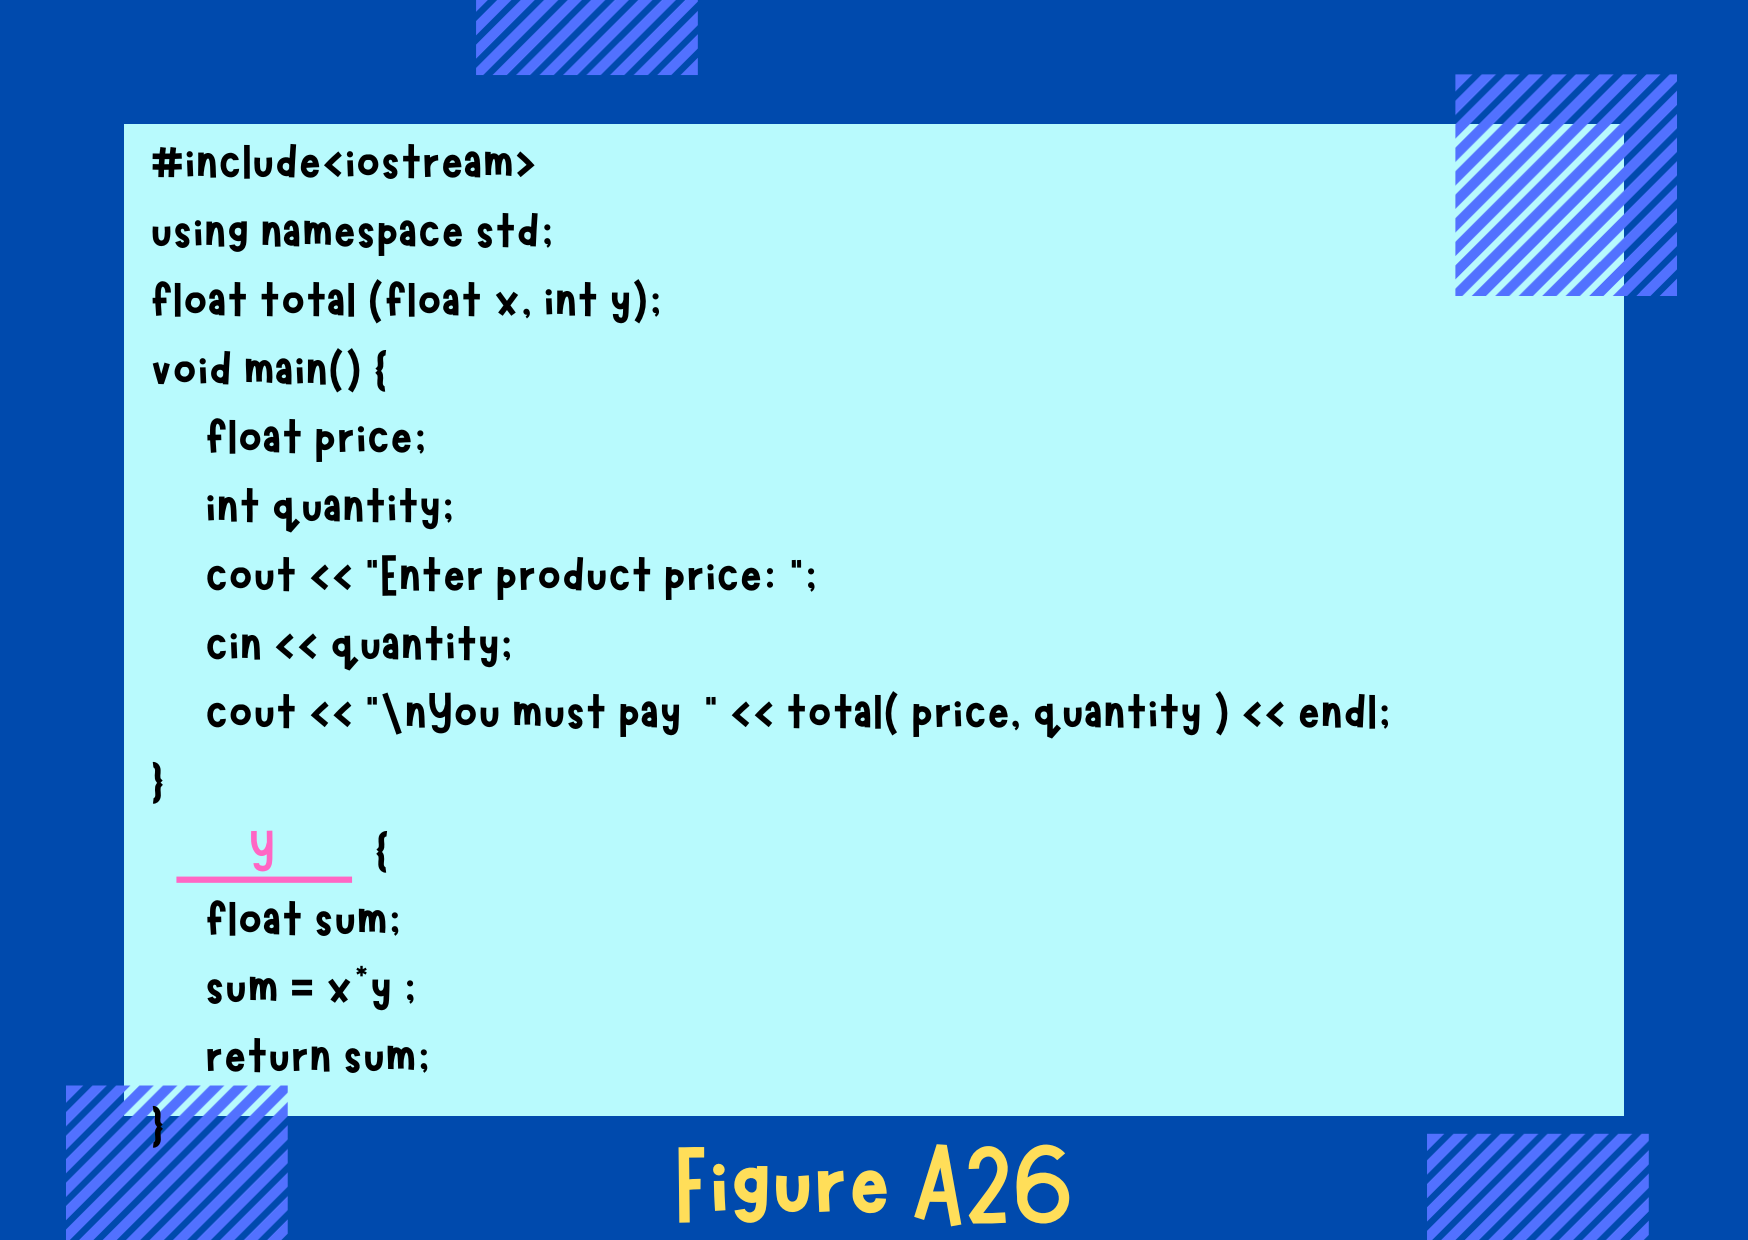 #include<iostream>
using namespace std;
float total (float x, int y);
void main() {
float price;
int quantity;
cout << "Enter product price: ";
cin << quantity;
cout << "\nYou must pay  " << total( price, quantity ) << endl;
}
y {
float sum;
sum = x*y ;
return sum;
}
Figure A26